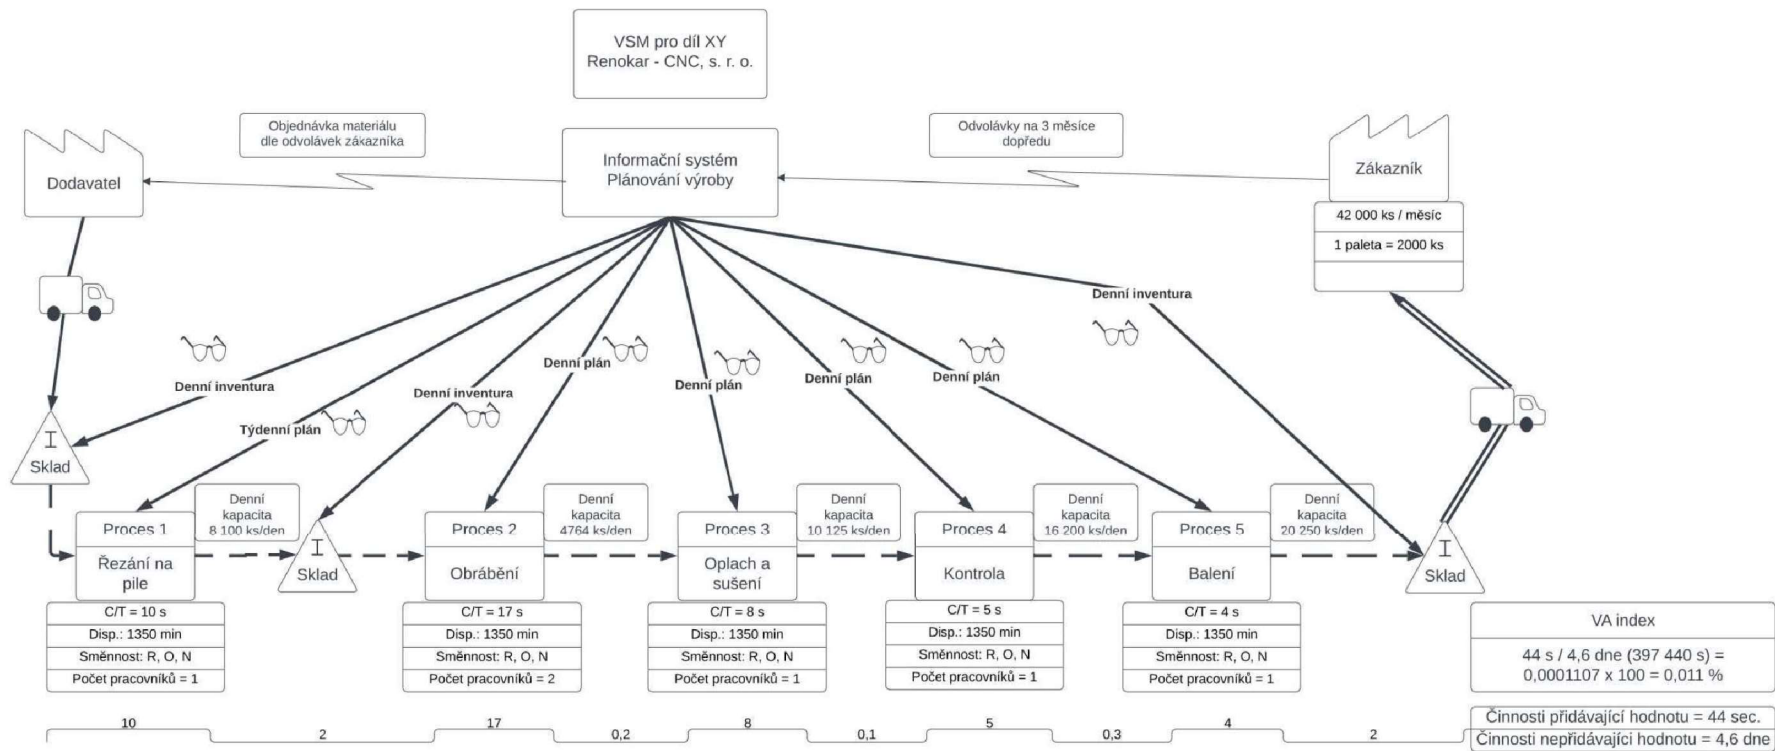 VSM pro díl XY
Renokar - CNC, s. r. o.
Objednávka materiálu
dle odvolávek zákazníka
Odvolávky na 3 měsíce
dopředu
Dodavatel
Informační systém
Plánování výroby
Zákazník
42 000 ks / měsíc
1 paleta = 2000 ks
Denní inventura
Týdenní plán
Denní inventura
Denní plán
Denní plán
Denní plán
Denní plán
Denní inventura
I
Sklad
Proces 1
Řezání na
pile
C/T = 10 s
Disp.: 1350 min
Směnnost: R, O, N
Počet pracovníků = 1
Denní
kapacita
8 100 ks/den
I
Sklad
Proces 2
Obrábění
C/T = 17 s
Disp.: 1350 min
Směnnost: R, O, N
Počet pracovníků = 2
Denní
kapacita
4764 ks/den
Proces 3
Oplach a
sušení
C/T = 8 s
Disp.: 1350 min
Směnnost: R, O, N
Počet pracovníků = 1
Denní
kapacita
10 125 ks/den
Proces 4
Kontrola
C/T = 5 s
Disp.: 1350 min
Směnnost: R, O, N
Počet pracovníků = 1
Denní
kapacita
16 200 ks/den
Proces 5
Balení
C/T = 4 s
Disp.: 1350 min
Směnnost: R, O, N
Počet pracovníků = 1
Denní
kapacita
20 250 ks/den
I
Sklad
VA index
44 s / 4,6 dne (397 440 s) =
0,0001107 x 100 = 0,011 %
10
2
17
0,2
8
0,1
5
0,3
4
2
Činnosti přidávající hodnotu = 44 sec.
Činnosti nepřidávající hodnotu = 4,6 dne